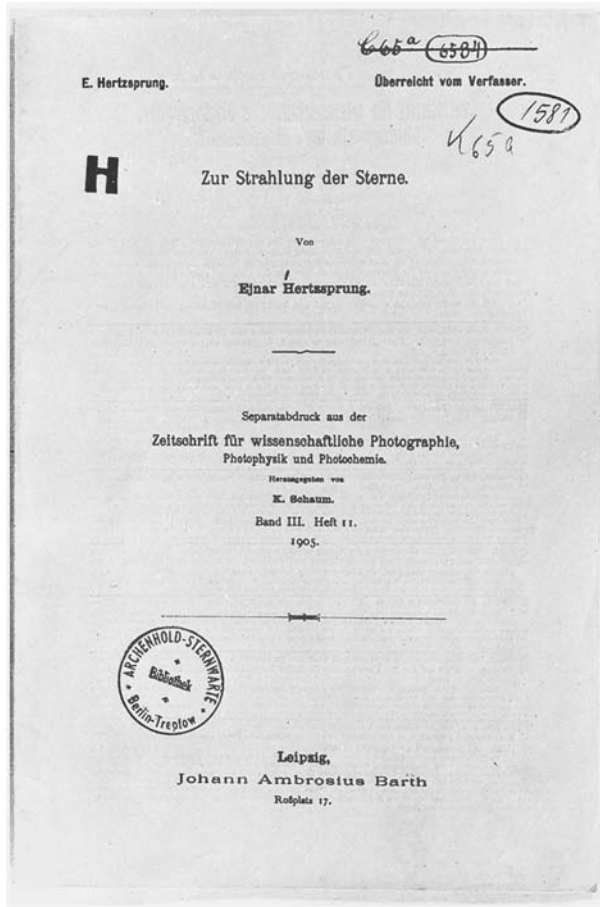 C65a 6584
E. Hertzsprung.
Überreicht vom Verfasser.
1581
K65a
H
Zur Strahlung der Sterne.
Von
Ejnar Hertzsprung.
Separatabdruck aus der
Zeitschrift für wissenschaftliche Photographie,
Photophysik und Photochemie.
Herausgegeben von
K. Schaum.
Band III. Heft 11.
1905.
ARCHENHOLD-STERNWARTE
Bibliothek
Berlin-Treptow
Leipzig,
Johann Ambrosius Barth
Roßplatz 17.